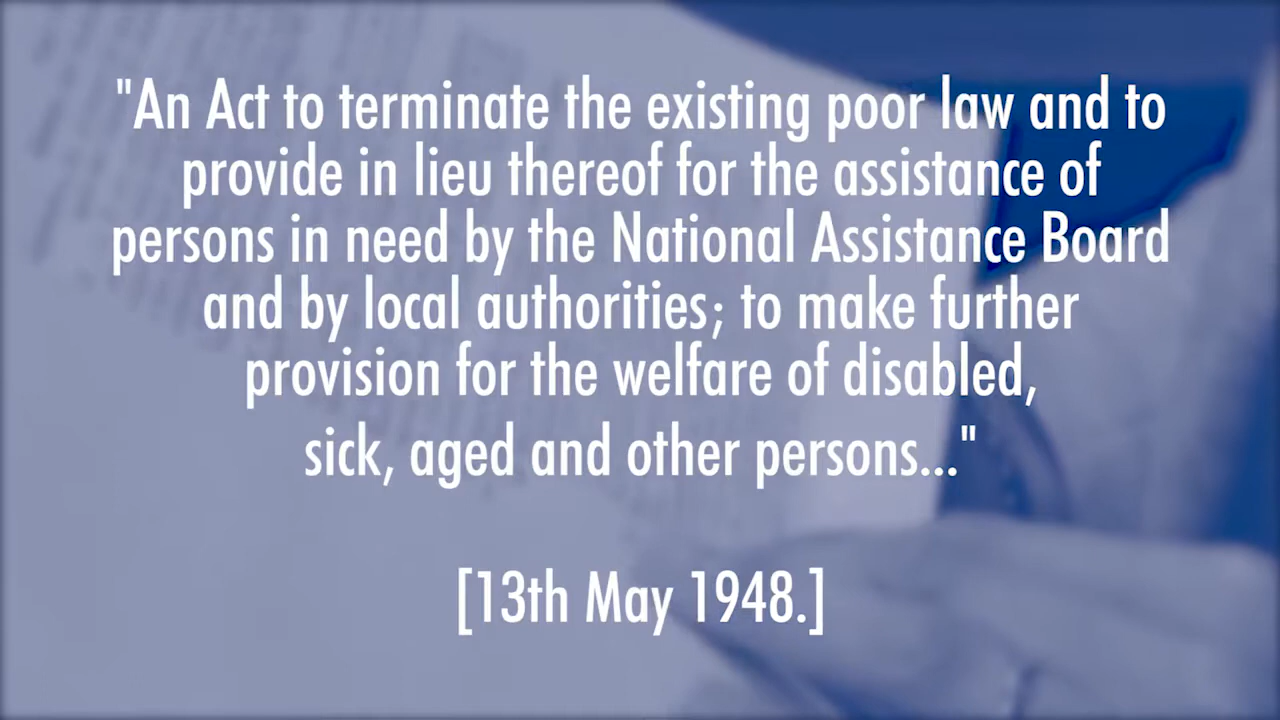 "An Act to terminate the existing poor law and to
provide in lieu thereof for the assistance of
persons in need by the National Assistance Board
and by local authorities; to make further
provision for the welfare of disabled,
sick, aged and other persons..."
[13th May 1948.]